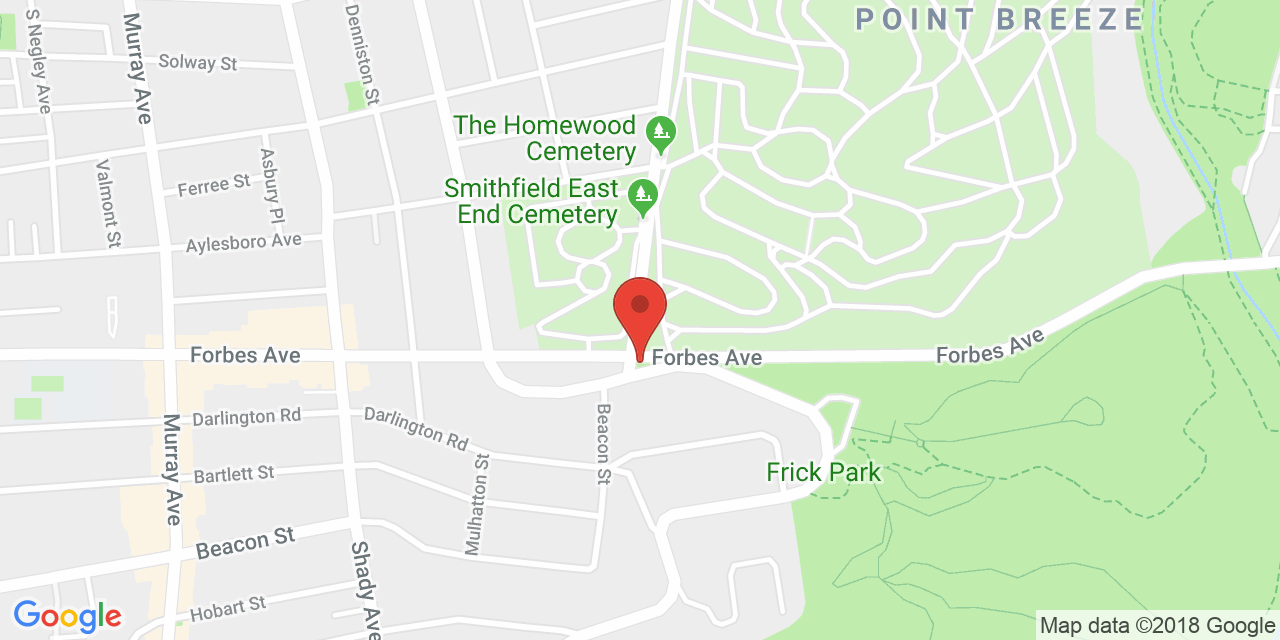 POINT BREEZE
S Negley Ave
Murray Ave
Denniston St
Solway St
The Homewood
Cemetery
Valmont St
Ferree St
Asbury Pl
Smithfield East
End Cemetery
Aylesboro Ave
Forbes Ave
Forbes Ave
Forbes Ave
Darlington Rd
Darlington Rd
Beacon St
Murray Ave
Bartlett St
Mulhatton St
Frick Park
Beacon St
Shady Ave
Hobart St
Google
Map data ©2018 Google